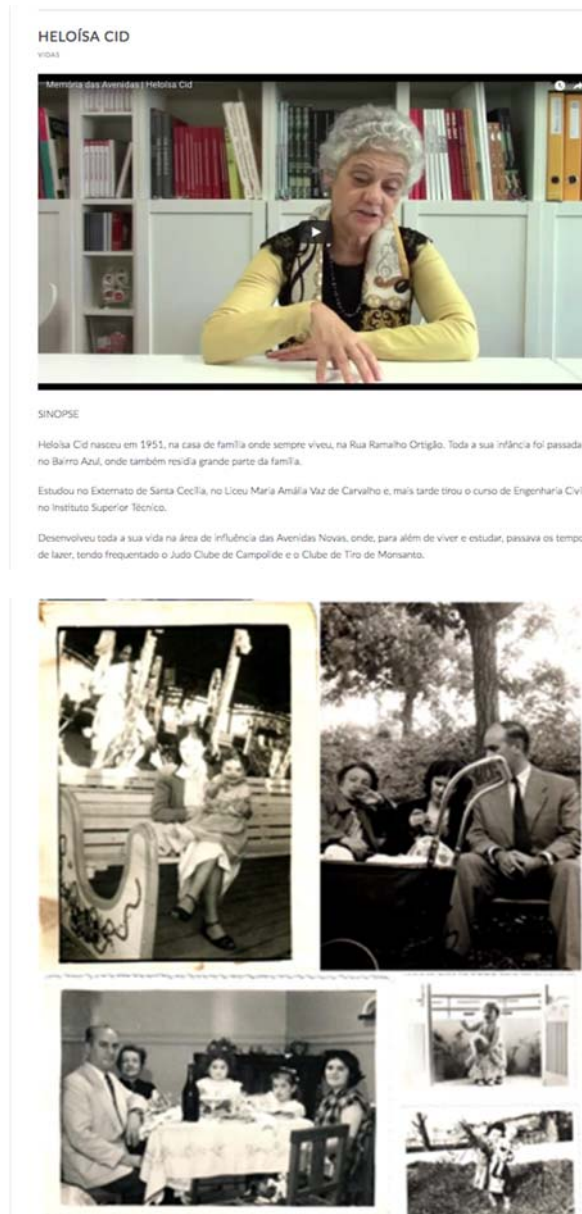 HELOÍSA CID
VIDAS
Memória das Avenidas | Heloísa Cid
SINOPSE
Heloísa Cid nasceu em 1951, na casa de família onde sempre viveu, na Rua Ramalho Ortigão. Toda a sua infância foi passada
no Bairro Azul, onde também residia grande parte da família.
Estudou no Externato de Santa Cecília, no Liceu Maria Amália Vaz de Carvalho e, mais tarde tirou o curso de Engenharia Civi
no Instituto Superior Técnico.
Desenvolveu toda a sua vida na área de influência das Avenidas Novas, onde, para além de viver e estudar, passava os tempo
de lazer, tendo frequentado o Judo Clube de Campolide e o Clube de Tiro de Monsanto.